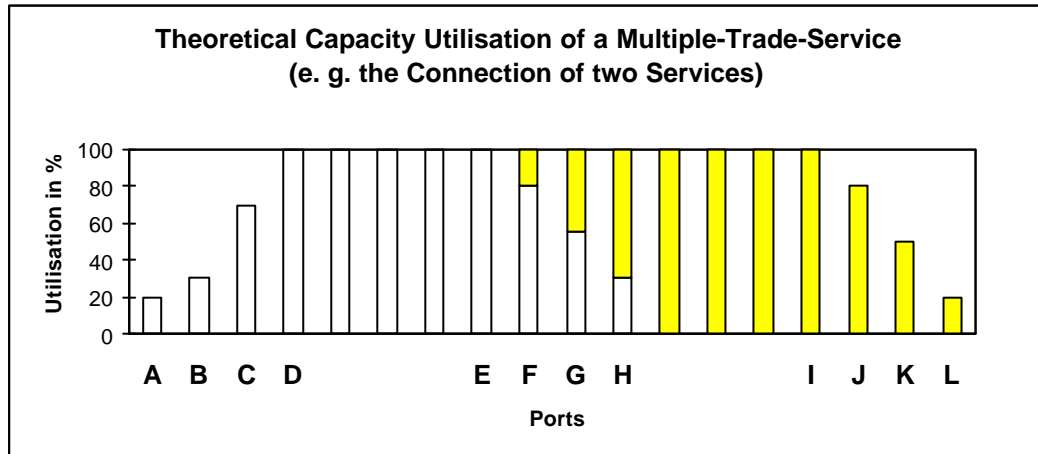 Theoretical Capacity Utilisation of a Multiple-Trade-Service
(e. g. the Connection of two Services)
Utilisation in %
100
80
60
40
20
0
A B C D E F G H I J K L
Ports